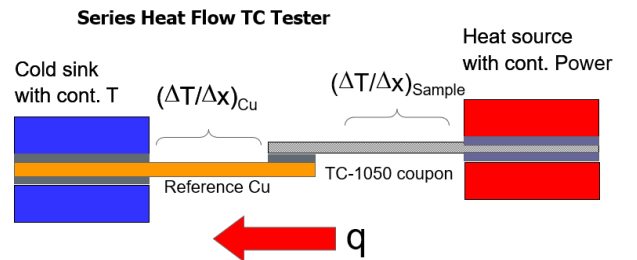 Series Heat Flow TC Tester
Heat source
with cont. Power
Cold sink
with cont. T
(ΔT/Δx)Cu
(ΔT/Δx)Sample
Reference Cu
TC-1050 coupon
q